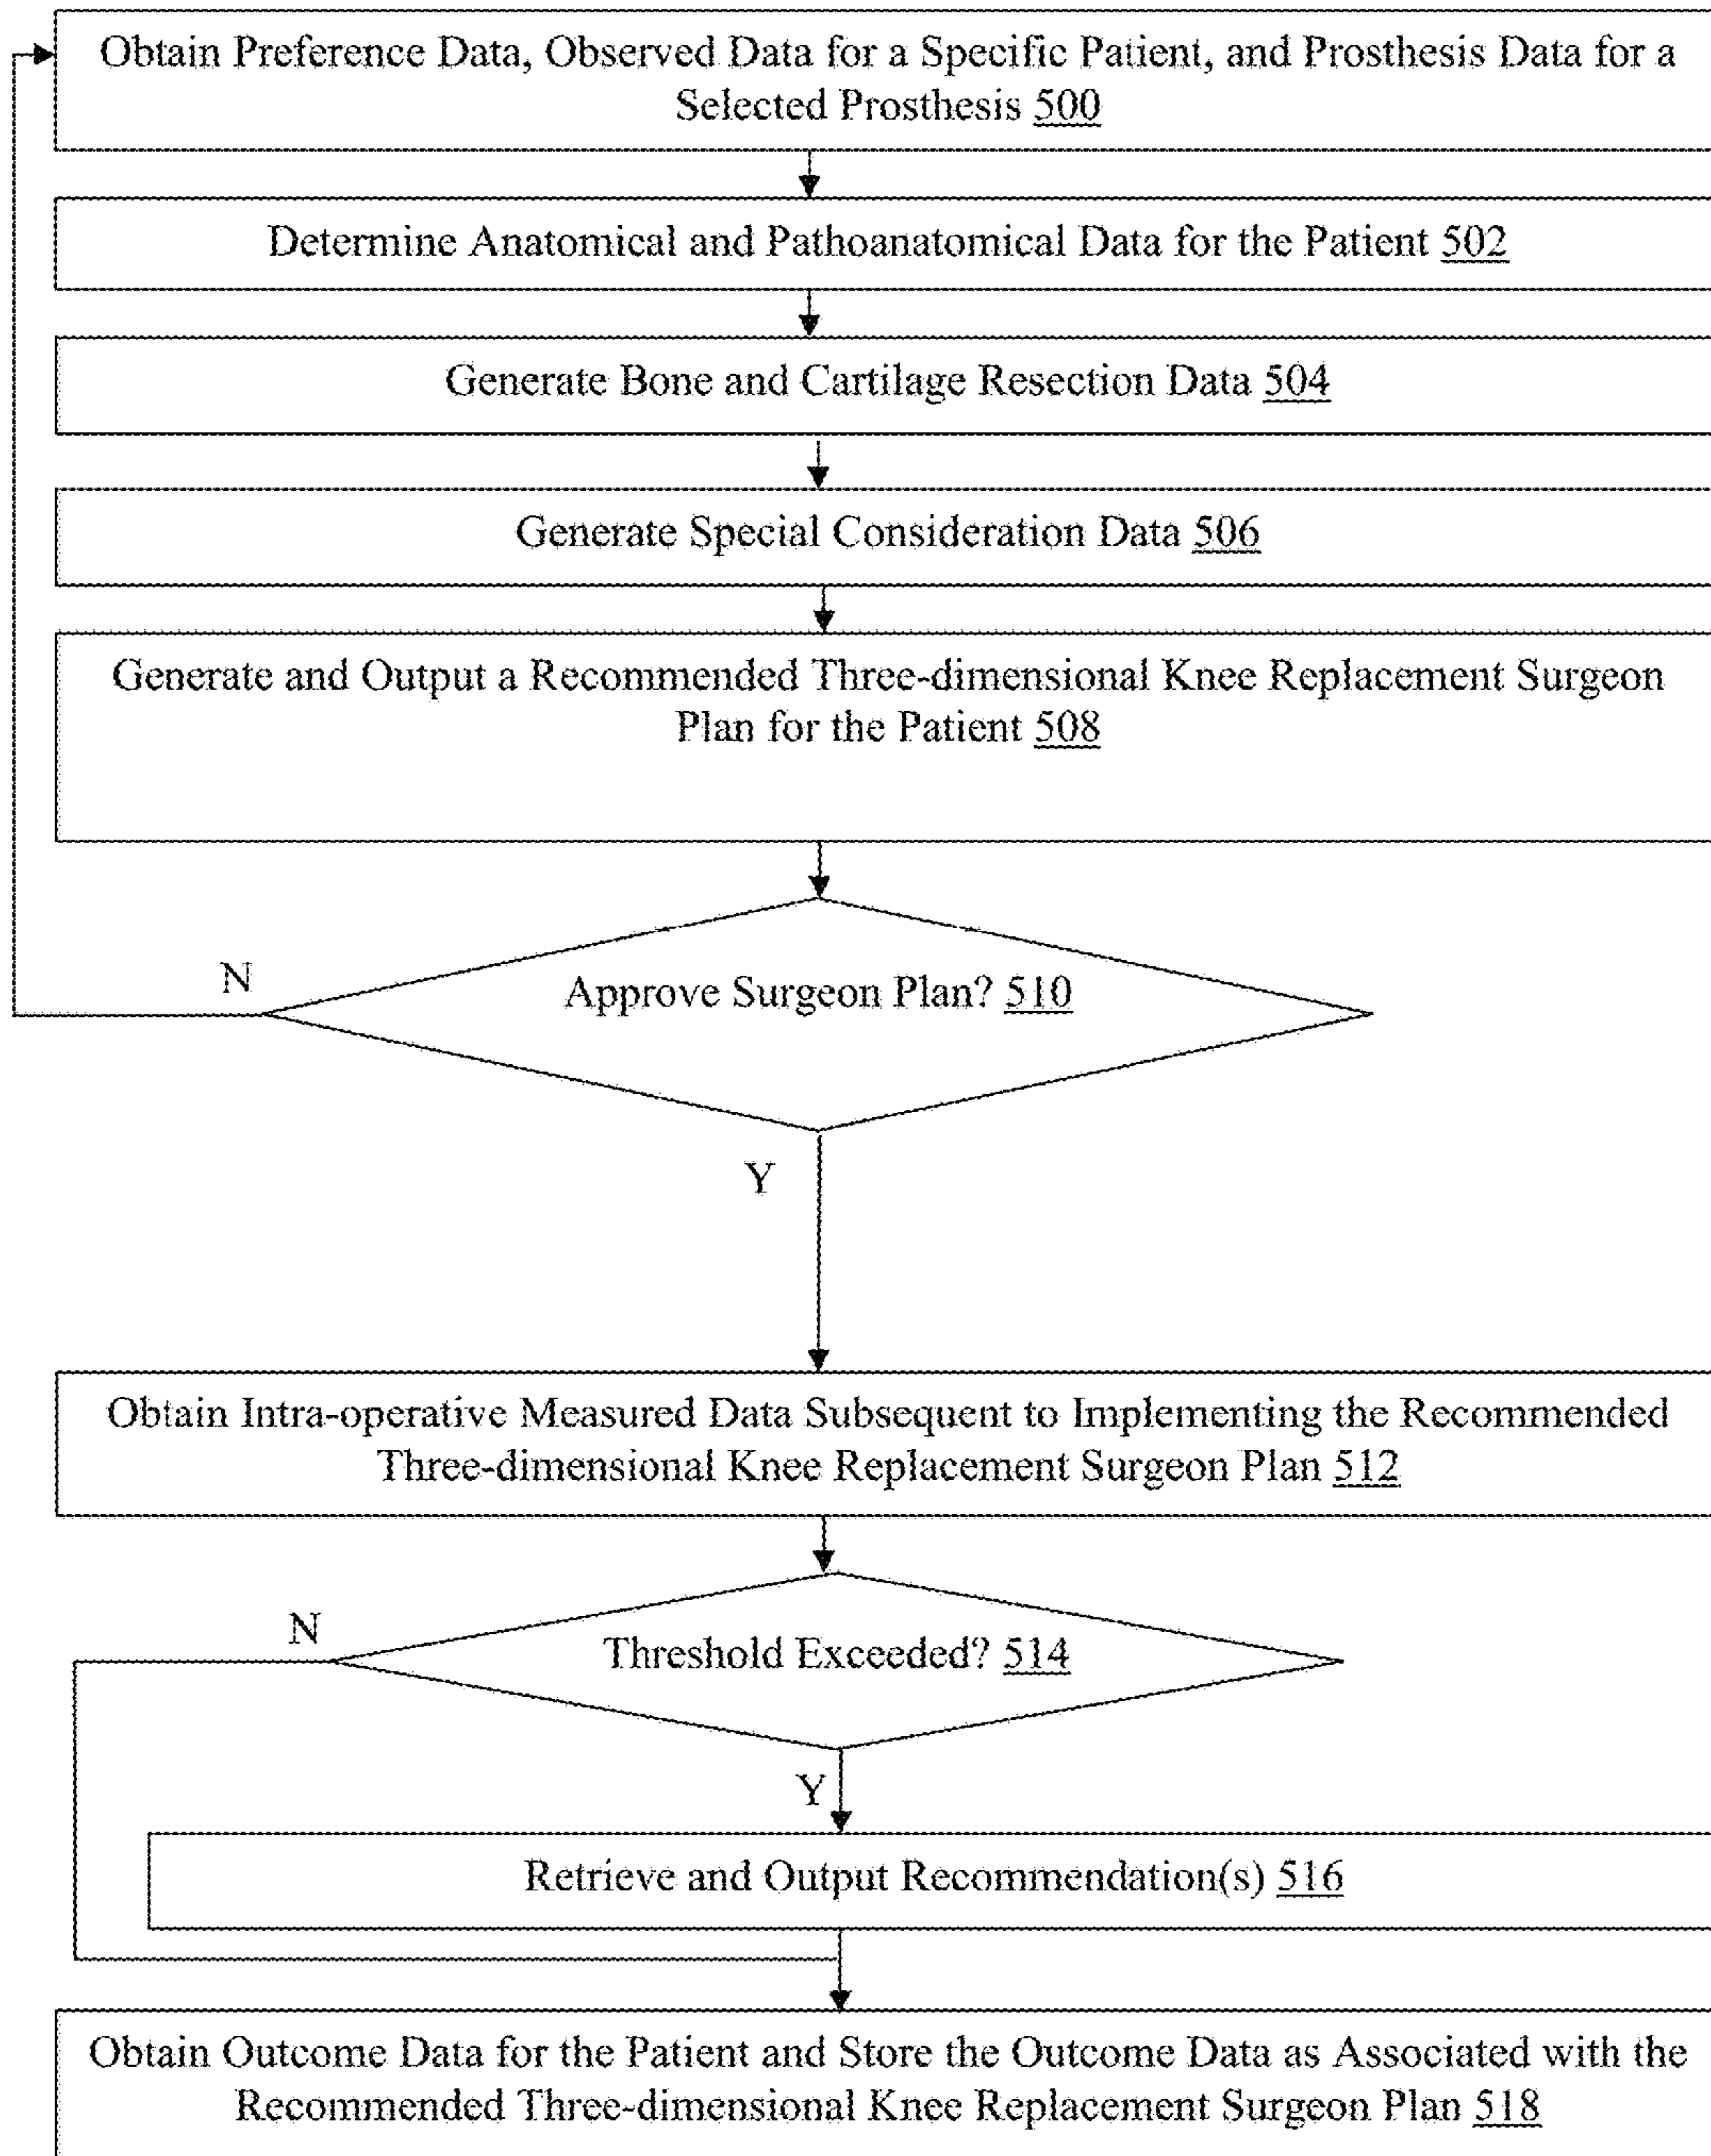 Obtain Preference Data, Observed Data for a Specific Patient, and Prosthesis Data for a
Selected Prosthesis 500
Determine Anatomical and Pathoanatomical Data for the Patient 502
Generate Bone and Cartilage Resection Data 504
Generate Special Consideration Data 506
Generate and Output a Recommended Three-dimensional Knee Replacement Surgeon
Plan for the Patient 508
N
Approve Surgeon Plan? 510
Y
Obtain Intra-operative Measured Data Subsequent to Implementing the Recommended
Three-dimensional Knee Replacement Surgeon Plan 512
N
Threshold Exceeded? 514
Y
Retrieve and Output Recommendation(s) 516
Obtain Outcome Data for the Patient and Store the Outcome Data as Associated with the
Recommended Three-dimensional Knee Replacement Surgeon Plan 518